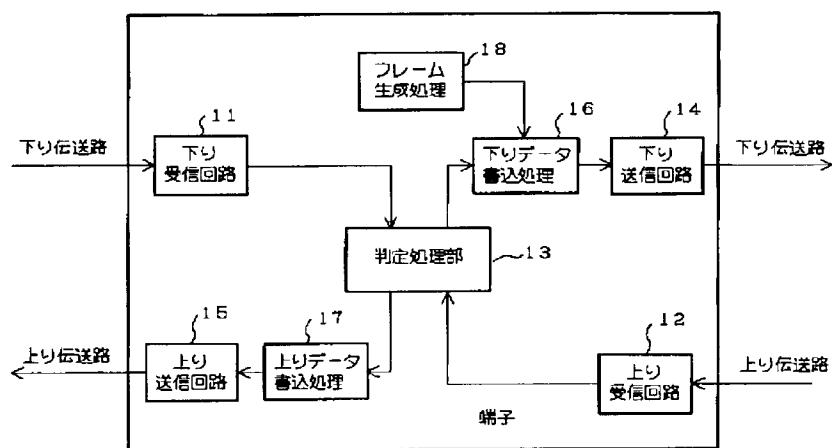 18
フレーム
生成処理
11
16
14
下り伝送路
下り
受信回路
下りデータ
書込処理
下り
送信回路
下り伝送路
判定処理部
13
15
17
12
上り伝送路
上り
送信回路
上りデータ
書込処理
上り
受信回路
上り伝送路
端子